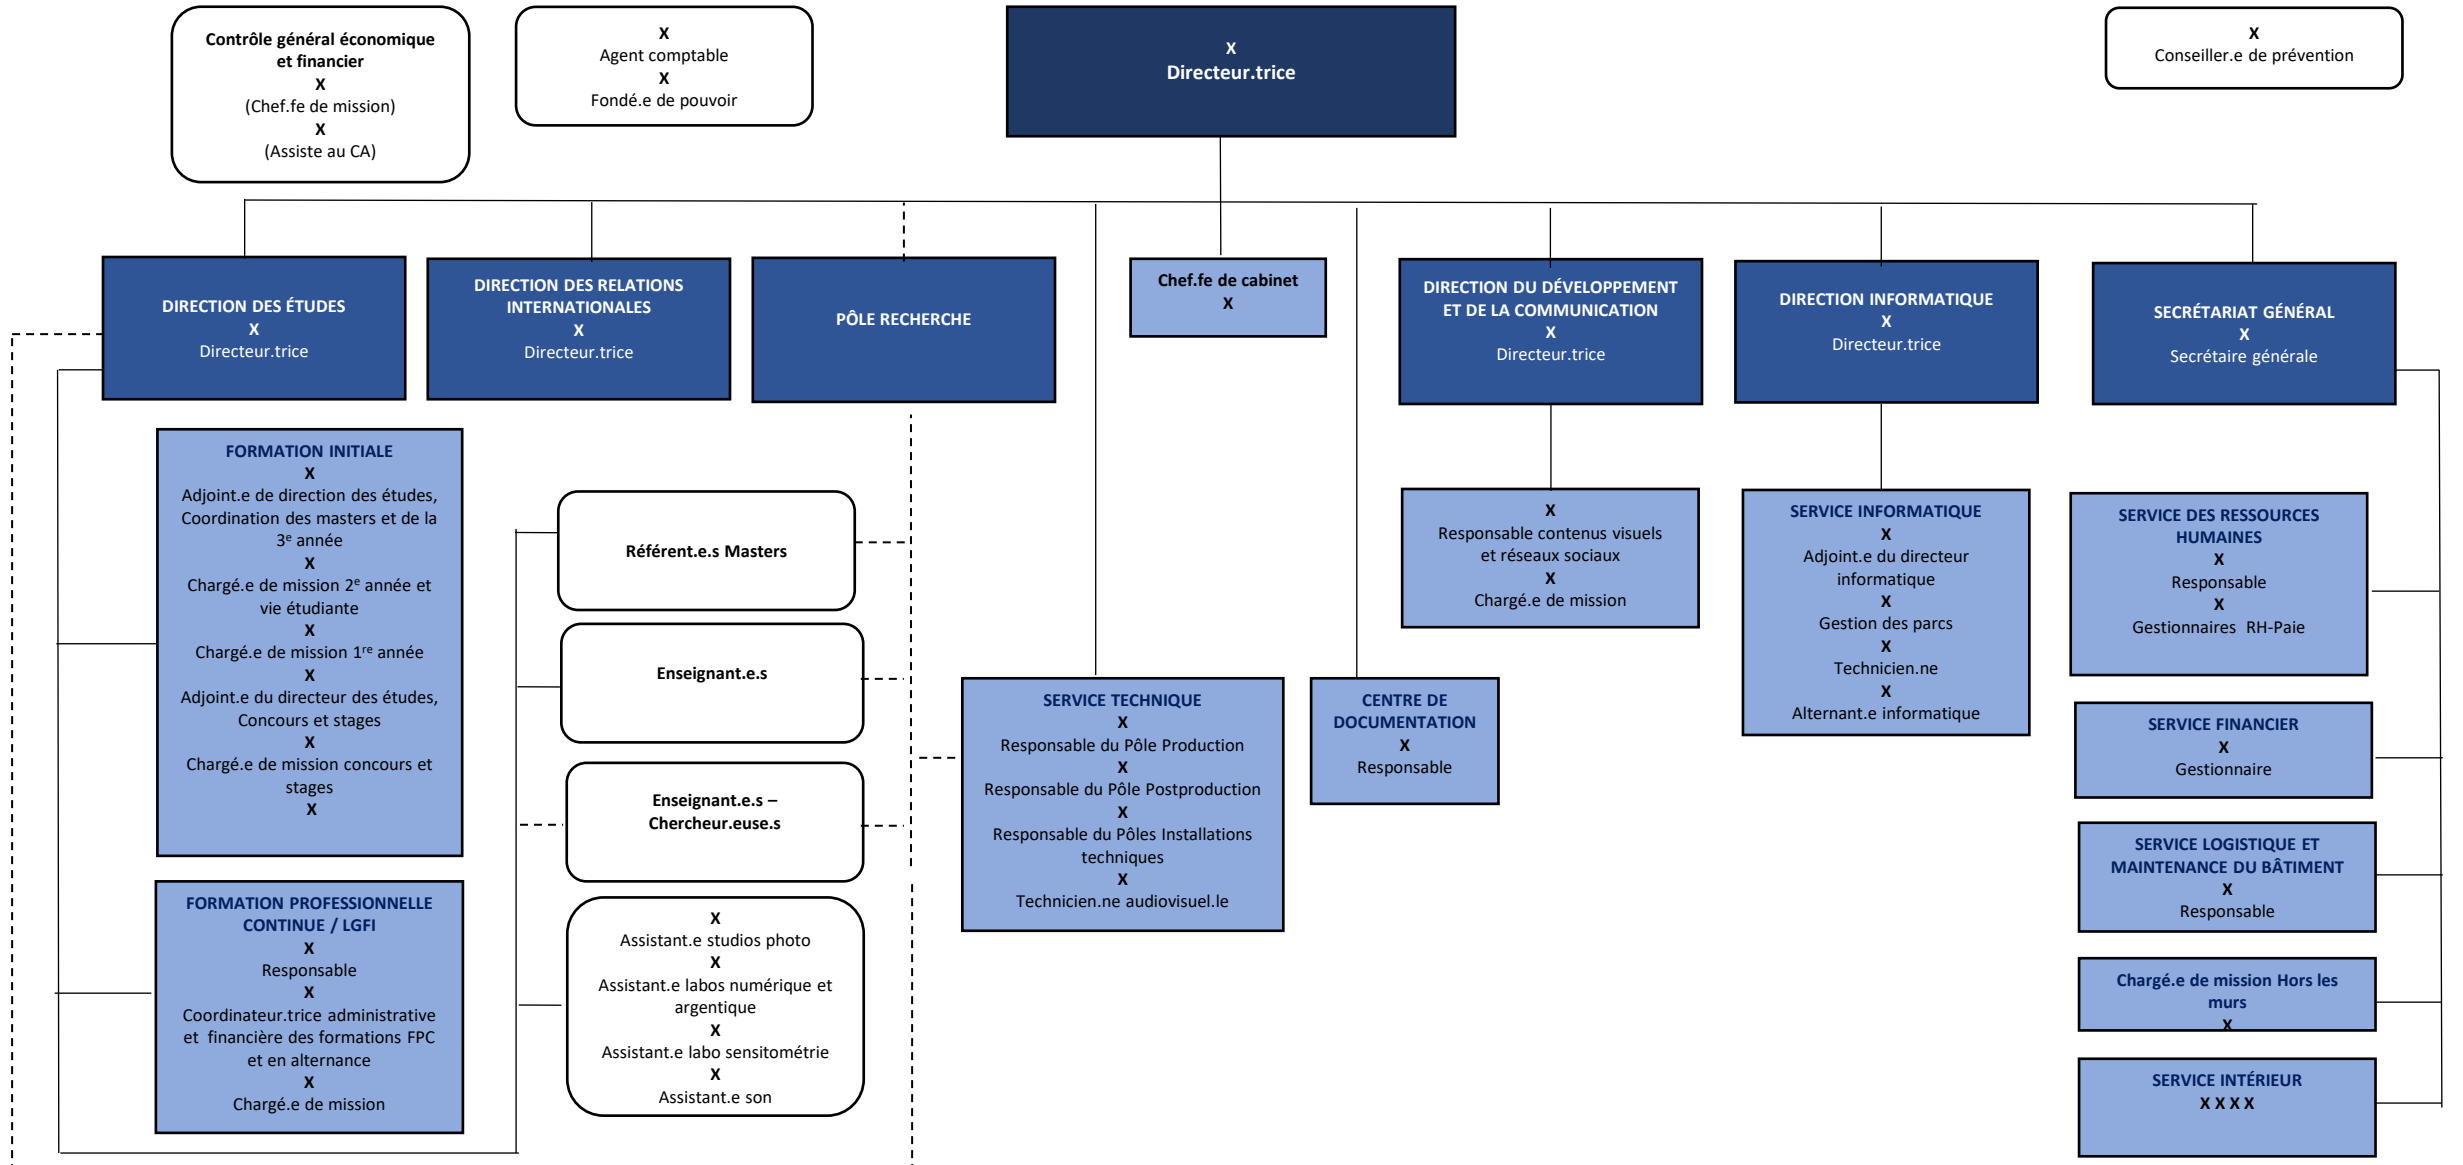 Contrôle général économique
et financier
X
(Chef.fe de mission)
X
(Assiste au CA)
X
Agent comptable
X
Fondé.e de pouvoir
X
Directeur.trice
X
Conseiller.e de prévention
DIRECTION DES ÉTUDES
X
Directeur.trice
DIRECTION DES RELATIONS
INTERNATIONALES
X
Directeur.trice
PÔLE RECHERCHE
Chef.fe de cabinet
X
DIRECTION DU DÉVELOPPEMENT
ET DE LA COMMUNICATION
X
Directeur.trice
DIRECTION INFORMATIQUE
X
Directeur.trice
SECRÉTARIAT GÉNÉRAL
X
Secrétaire générale
FORMATION INITIALE
X
Adjoint.e de direction des études,
Coordination des masters et de la
3e année
X
Chargé.e de mission 2e année et
vie étudiante
X
Chargé.e de mission 1re année
X
Adjoint.e du directeur des études,
Concours et stages
X
Chargé.e de mission concours et
stages
X
FORMATION PROFESSIONNELLE
CONTINUE / LGFI
X
Responsable
X
Coordinateur.trice administrative
et financière des formations FPC
et en alternance
X
Chargé.e de mission
Référent.e.s Masters
Enseignant.e.s
Enseignant.e.s –
Chercheur.euse.s
X
Assistant.e studios photo
X
Assistant.e labos numérique et
argentique
X
Assistant.e labo sensitométrie
X
Assistant.e son
SERVICE TECHNIQUE
X
Responsable du Pôle Production
X
Responsable du Pôle Postproduction
X
Responsable du Pôles Installations
techniques
X
Technicien.ne audiovisuel.le
CENTRE DE
DOCUMENTATION
X
Responsable
X
Responsable contenus visuels
et réseaux sociaux
X
Chargé.e de mission
SERVICE INFORMATIQUE
X
Adjoint.e du directeur
informatique
X
Gestion des parcs
X
Technicien.ne
X
Alternant.e informatique
SERVICE DES RESSOURCES
HUMAINES
X
Responsable
X
Gestionnaires RH-Paie
SERVICE FINANCIER
X
Gestionnaire
SERVICE LOGISTIQUE ET
MAINTENANCE DU BÂTIMENT
X
Responsable
Chargé.e de mission Hors les
murs
X
SERVICE INTÉRIEUR
X X X X